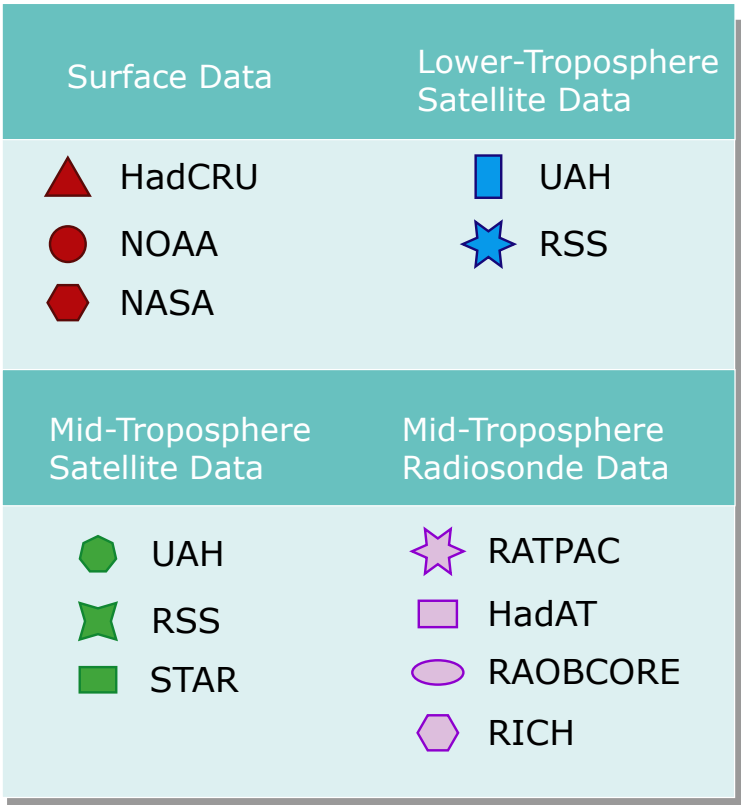 Surface Data
Lower-Troposphere
Satellite Data
HadCRU
NOAA
NASA
UAH
RSS
Mid-Troposphere
Satellite Data
Mid-Troposphere
Radiosonde Data
UAH
RSS
STAR
RATPAC
HadAT
RAOBCORE
RICH